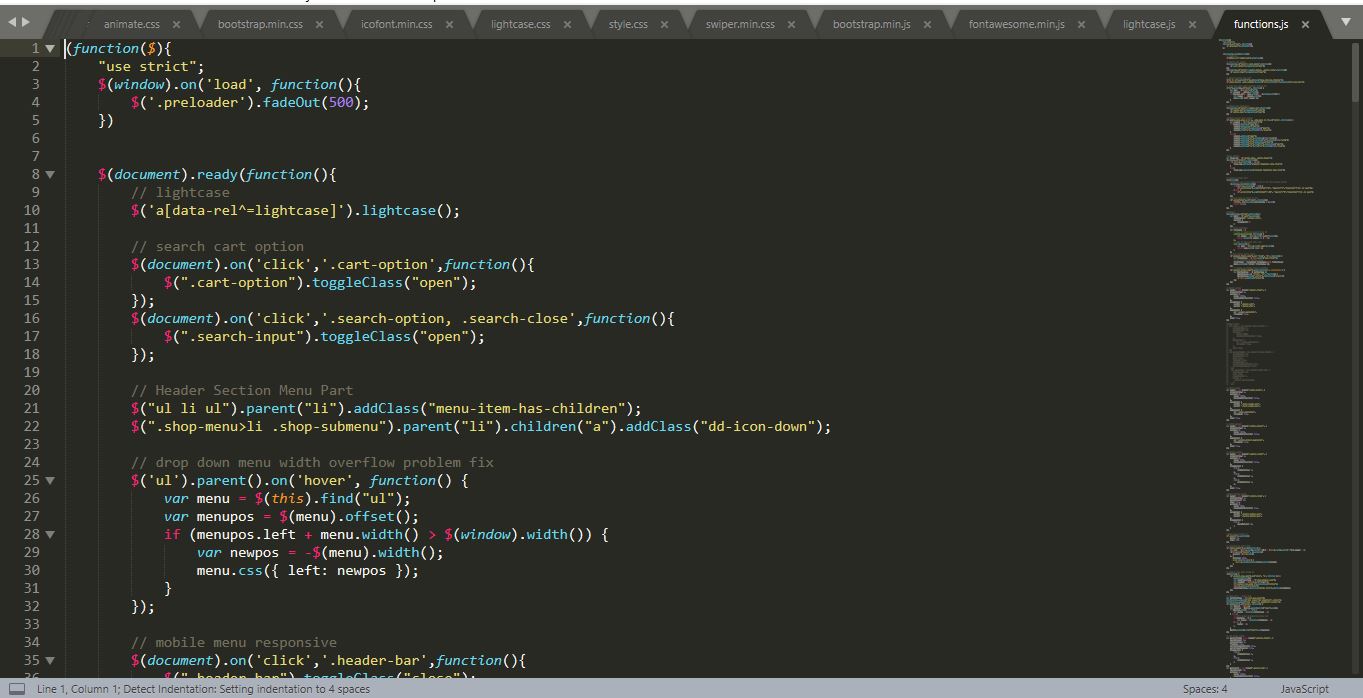 animate.css × bootstrap.min.css × icofont.min.css × lightcase.css × style.css × swiper.min.css × bootstrap.min.js × fontawesome.min.js × lightcase.js × functions.js ×
1 (function($){
2 "use strict";
3 $(window).on('load', function(){
4 $('.preloader').fadeOut(500);
5 })
6
7
8 $(document).ready(function(){
9 // lightcase
10 $('a[data-rel^=lightcase]').lightcase();
11
12 // search cart option
13 $(document).on('click','.cart-option',function(){
14 $(".cart-option").toggleClass("open");
15 });
16 $(document).on('click','.search-option, .search-close',function(){
17 $(".search-input").toggleClass("open");
18 });
19
20 // Header Section Menu Part
21 $("ul li ul").parent("li").addClass("menu-item-has-children");
22 $(".shop-menu>li .shop-submenu").parent("li").children("a").addClass("dd-icon-down");
23
24 // drop down menu width overflow problem fix
25 $('ul').parent().on('hover', function() {
26 var menu = $(this).find("ul");
27 var menupos = $(menu).offset();
28 if (menupos.left + menu.width() > $(window).width()) {
29 var newpos = -$(menu).width();
30 menu.css({ left: newpos });
31 }
32 });
33
34 // mobile menu responsive
35 $(document).on('click','.header-bar',function(){
36 $(".header-bar").toggleClass("close");
Line 1, Column 1; Detect Indentation: Setting indentation to 4 spaces Spaces: 4 JavaScript